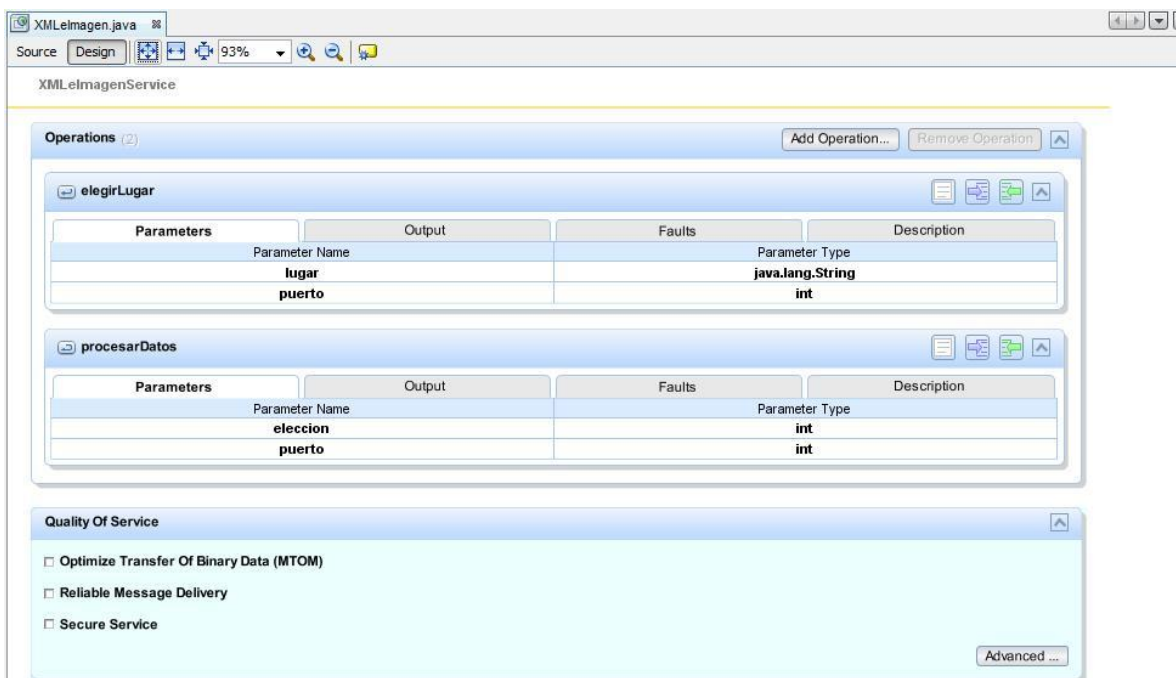 XMLeImagen.java
Source Design 93%
XMLeImagenService
Operations (2) Add Operation... Remove Operation
elegirLugar
Parameters Output Faults Description
Parameter Name Parameter Type
lugar java.lang.String
puerto int
procesarDatos
Parameters Output Faults Description
Parameter Name Parameter Type
eleccion int
puerto int
Quality Of Service
Optimize Transfer Of Binary Data (MTOM)
Reliable Message Delivery
Secure Service
Advanced ...